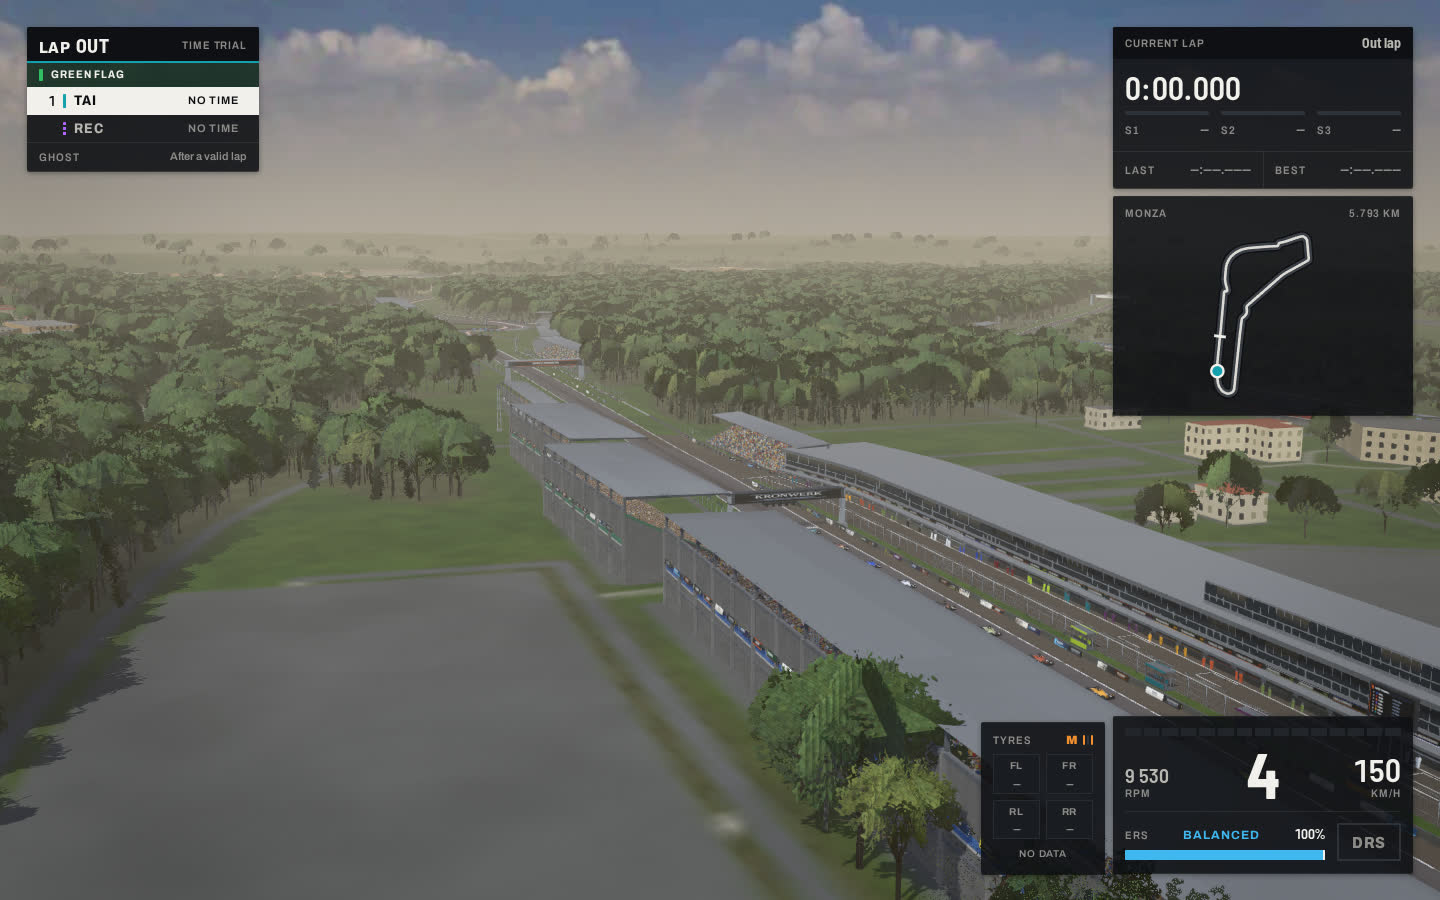 LAP OUT TIME TRIAL
GREEN FLAG
1 TAI NO TIME
REC NO TIME
GHOST After a valid lap
CURRENT LAP Out lap
0:00.000
S1 – S2 – S3 –
LAST –:––.––– BEST –:––.–––
MONZA 5.793 KM
KRONWERK
TYRES M
FL FR
– –
RL RR
– –
NO DATA
9 530 4 150
RPM KM/H
ERS BALANCED 100% DRS